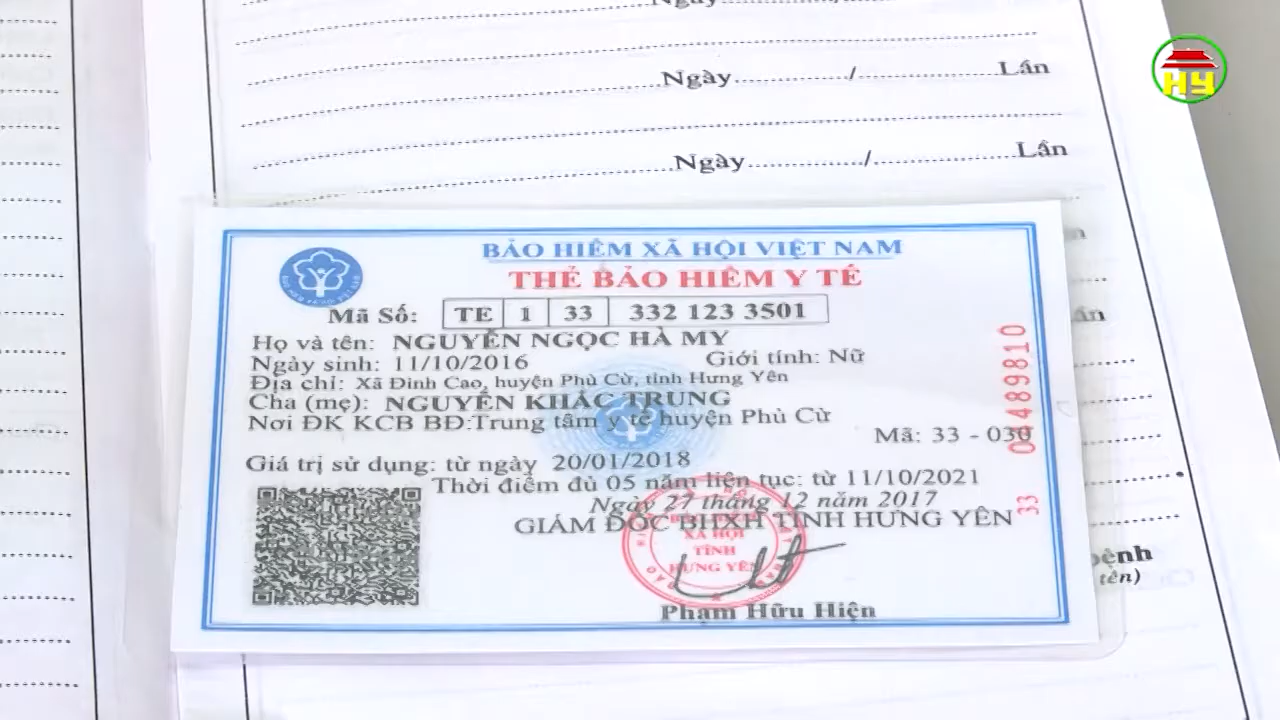 Ngày............../..................
Ngày............../..................Lần
Ngày............../..................Lần
HY
BẢO HIỂM XÃ HỘI VIỆT NAM
THẺ BẢO HIỂM Y TẾ
Mã Số: TE 1 33 332 123 3501
Họ và tên: NGUYỄN NGỌC HÀ MY
Ngày sinh: 11/10/2016 Giới tính: Nữ
Địa chỉ: Xã Đình Cao, huyện Phù Cừ, tỉnh Hưng Yên
Cha (mẹ): NGUYỄN KHẮC TRUNG
Nơi ĐK KCB BĐ:Trung tâm y tế huyện Phù Cừ
Mã: 33 - 030
Giá trị sử dụng: từ ngày 20/01/2018
Thời điểm đủ 05 năm liên tục: từ 11/10/2021
Ngày 27 tháng 12 năm 2017
GIÁM ĐỐC BHXH TỈNH HƯNG YÊN
XÃ HỘI
TỈNH
HƯNG YÊN
Phạm Hữu Hiện
33 04489810
bệnh
tên)